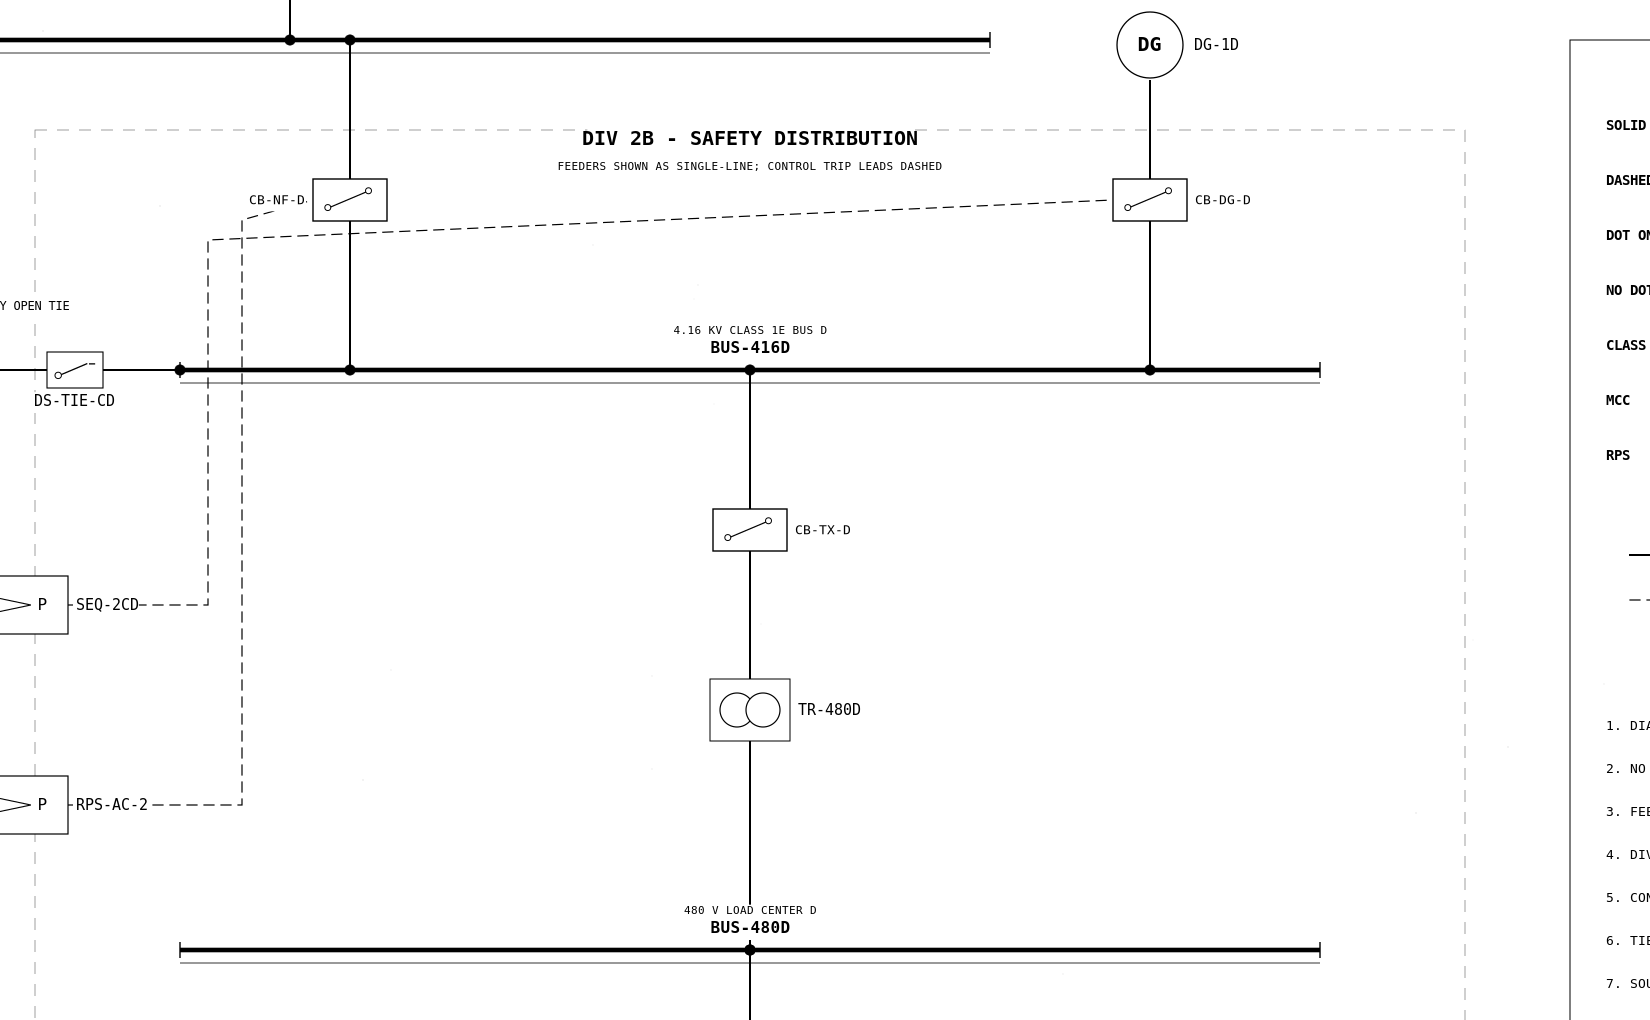 DG
DG-1D
DIV 2B - SAFETY DISTRIBUTION
FEEDERS SHOWN AS SINGLE-LINE; CONTROL TRIP LEADS DASHED
CB-NF-D
CB-DG-D
Y OPEN TIE
4.16 KV CLASS 1E BUS D
BUS-416D
DS-TIE-CD
CB-TX-D
P
SEQ-2CD
TR-480D
P
RPS-AC-2
480 V LOAD CENTER D
BUS-480D
SOLID
DASHED
DOT ON
NO DOT
CLASS
MCC
RPS
1. DIA
2. NO
3. FEE
4. DIV
5. CON
6. TIE
7. SOU